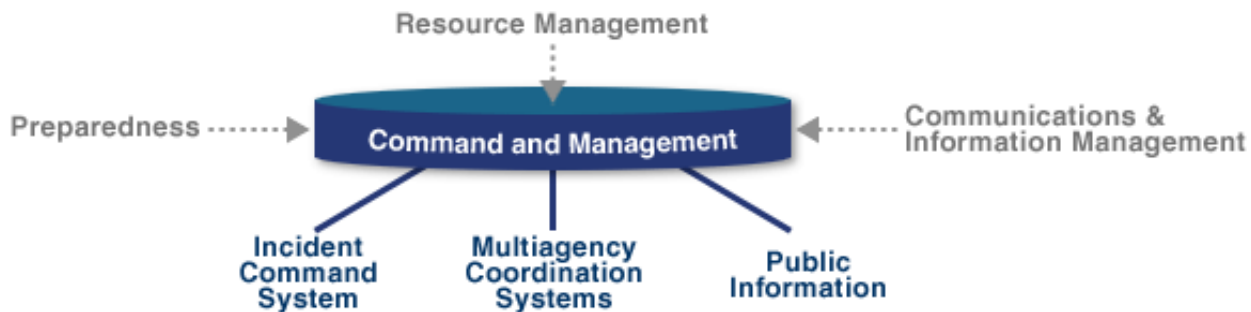 Resource Management
Preparedness
Command and Management
Communications &
Information Management
Incident
Command
System
Multiagency
Coordination
Systems
Public
Information